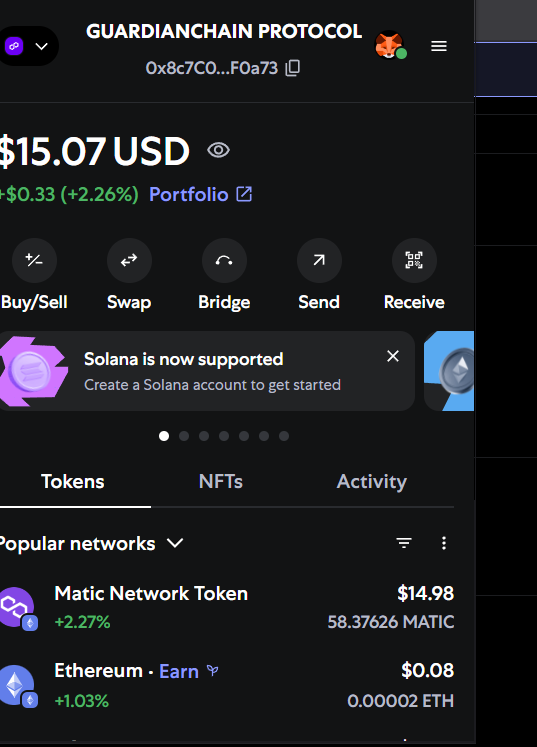 GUARDIANCHAIN PROTOCOL
0x8c7C0...F0a73
$15.07 USD
+$0.33 (+2.26%) Portfolio
Buy/Sell Swap Bridge Send Receive
Solana is now supported
Create a Solana account to get started
Tokens NFTs Activity
Popular networks
Matic Network Token $14.98
+2.27% 58.37626 MATIC
Ethereum · Earn $0.08
+1.03% 0.00002 ETH